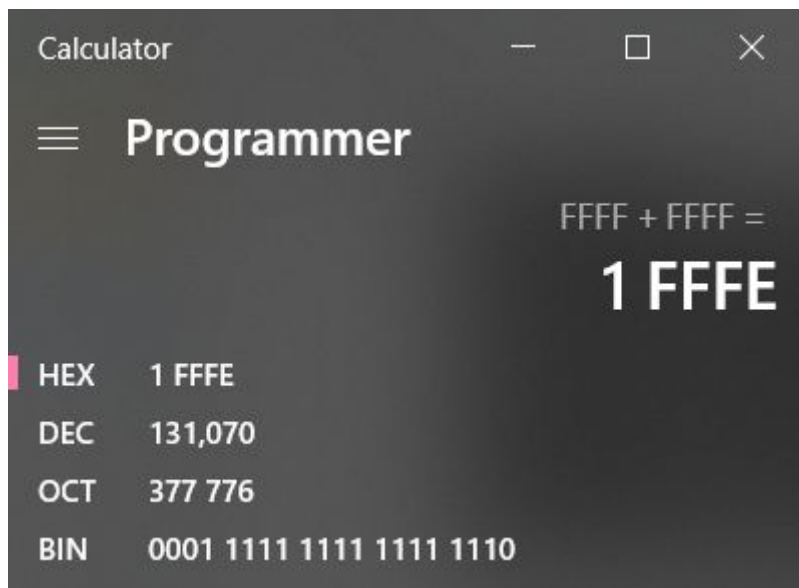 Calculator
Programmer
FFFF + FFFF =
1 FFFE
HEX 1 FFFE
DEC 131,070
OCT 377 776
BIN 0001 1111 1111 1111 1110